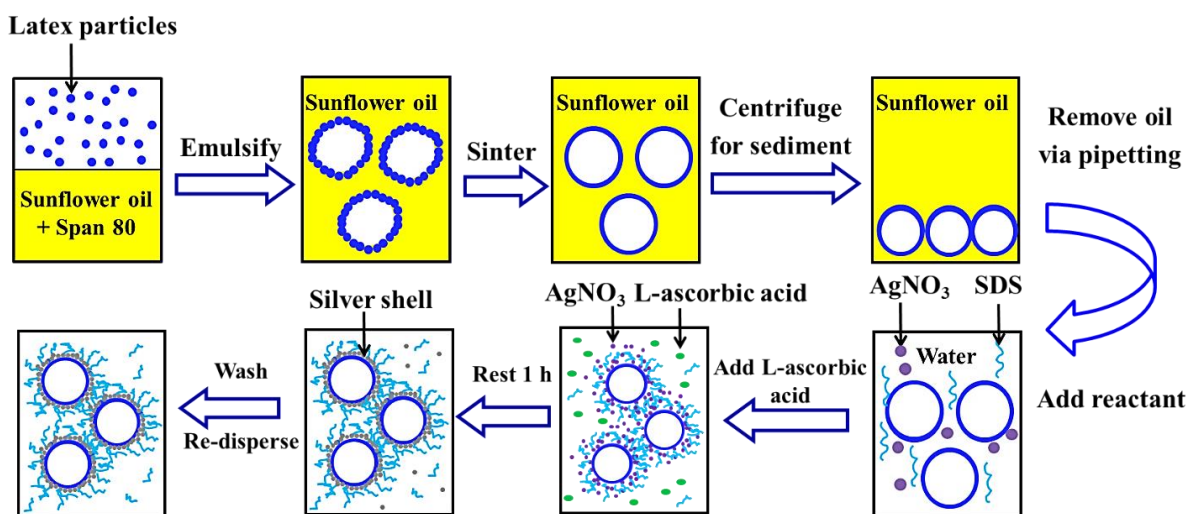 Latex particles
Sunflower oil
+ Span 80
Emulsify
Sunflower oil
Sinter
Sunflower oil
Centrifuge
for sediment
Sunflower oil
Remove oil
via pipetting
Add reactant
AgNO₃ SDS
Water
Add L-ascorbic
acid
AgNO₃ L-ascorbic acid
Rest 1 h
Silver shell
Wash
Re-disperse